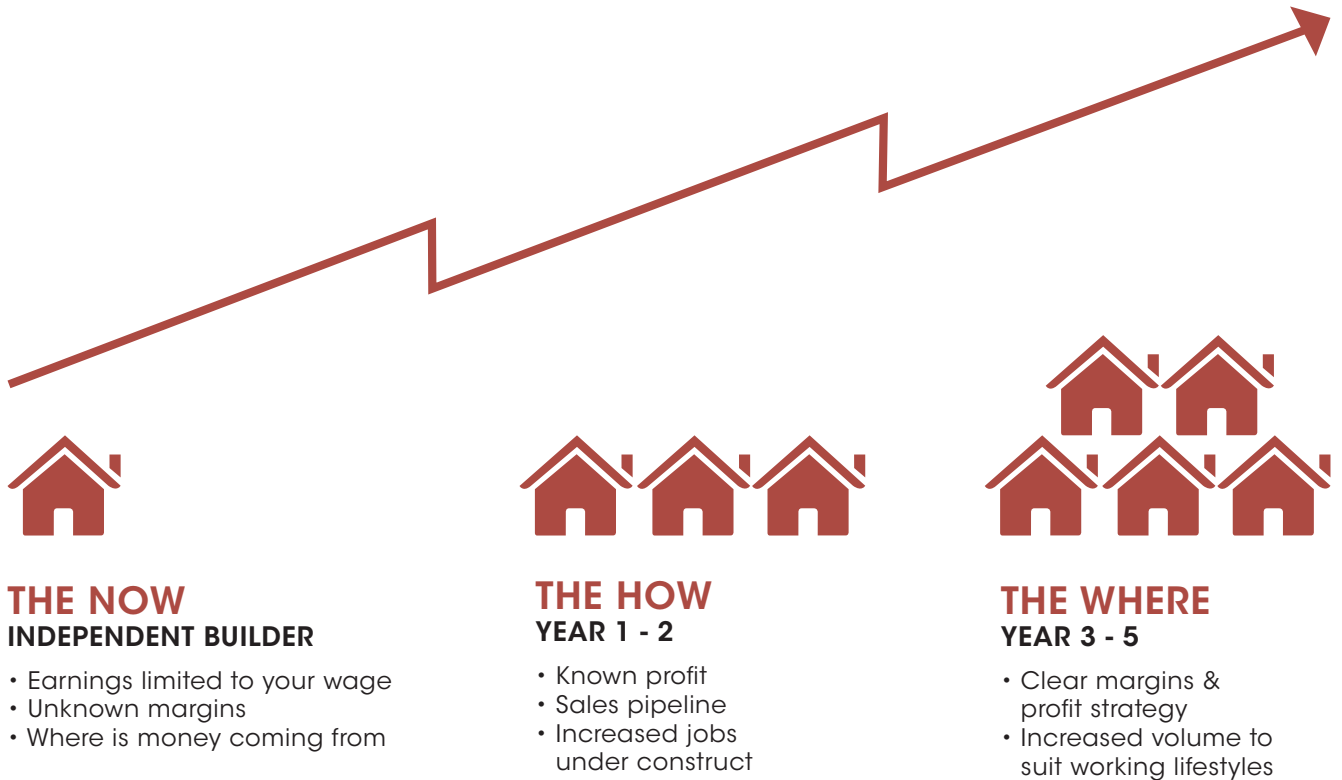 THE NOW
INDEPENDENT BUILDER
• Earnings limited to your wage
• Unknown margins
• Where is money coming from
THE HOW
YEAR 1 - 2
• Known profit
• Sales pipeline
• Increased jobs
under construct
THE WHERE
YEAR 3 - 5
• Clear margins &
profit strategy
• Increased volume to
suit working lifestyles